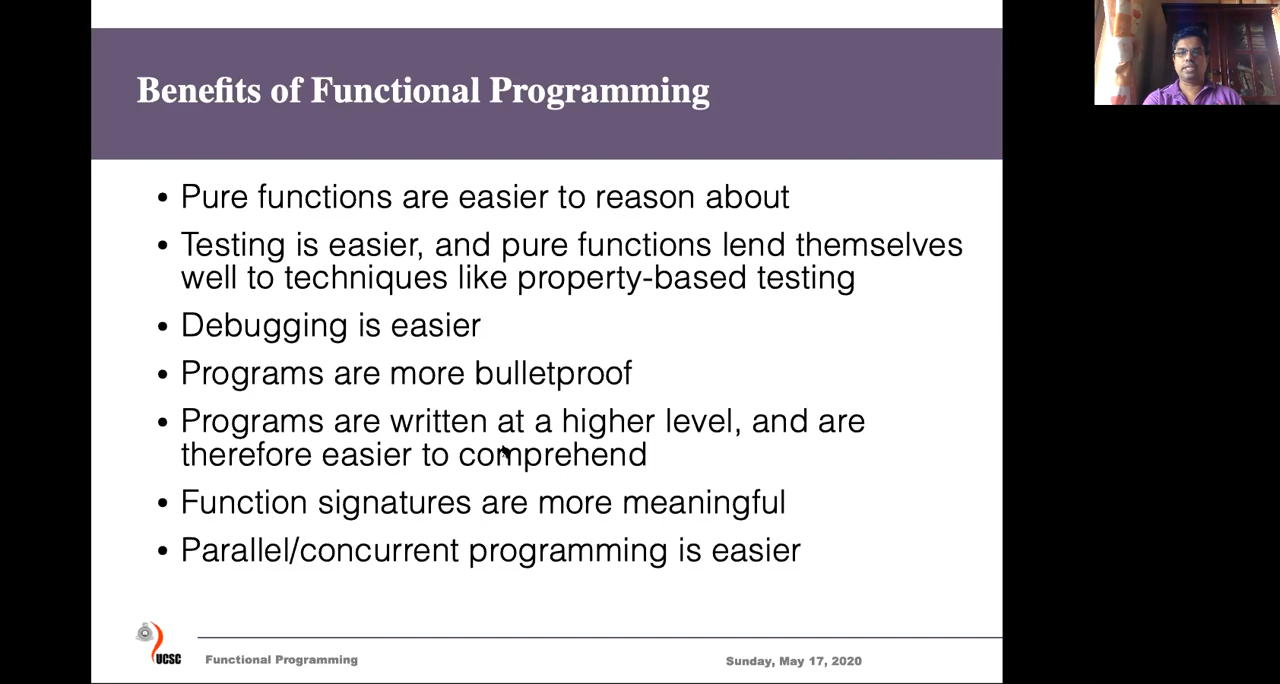 Benefits of Functional Programming
• Pure functions are easier to reason about
• Testing is easier, and pure functions lend themselves
well to techniques like property-based testing
• Debugging is easier
• Programs are more bulletproof
• Programs are written at a higher level, and are
therefore easier to comprehend
• Function signatures are more meaningful
• Parallel/concurrent programming is easier
UCSC
Functional Programming
Sunday, May 17, 2020